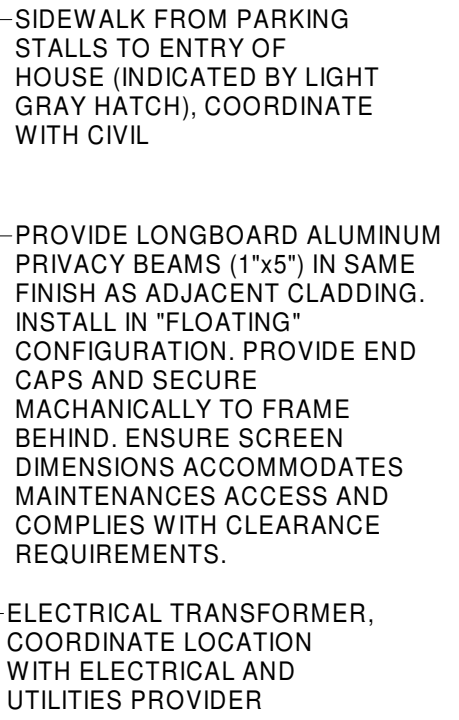 SIDEWALK FROM PARKING
STALLS TO ENTRY OF
HOUSE (INDICATED BY LIGHT
GRAY HATCH), COORDINATE
WITH CIVIL
PROVIDE LONGBOARD ALUMINUM
PRIVACY BEAMS (1"x5") IN SAME
FINISH AS ADJACENT CLADDING.
INSTALL IN "FLOATING"
CONFIGURATION. PROVIDE END
CAPS AND SECURE
MACHANICALLY TO FRAME
BEHIND. ENSURE SCREEN
DIMENSIONS ACCOMMODATES
MAINTENANCES ACCESS AND
COMPLIES WITH CLEARANCE
REQUIREMENTS.
ELECTRICAL TRANSFORMER,
COORDINATE LOCATION
WITH ELECTRICAL AND
UTILITIES PROVIDER